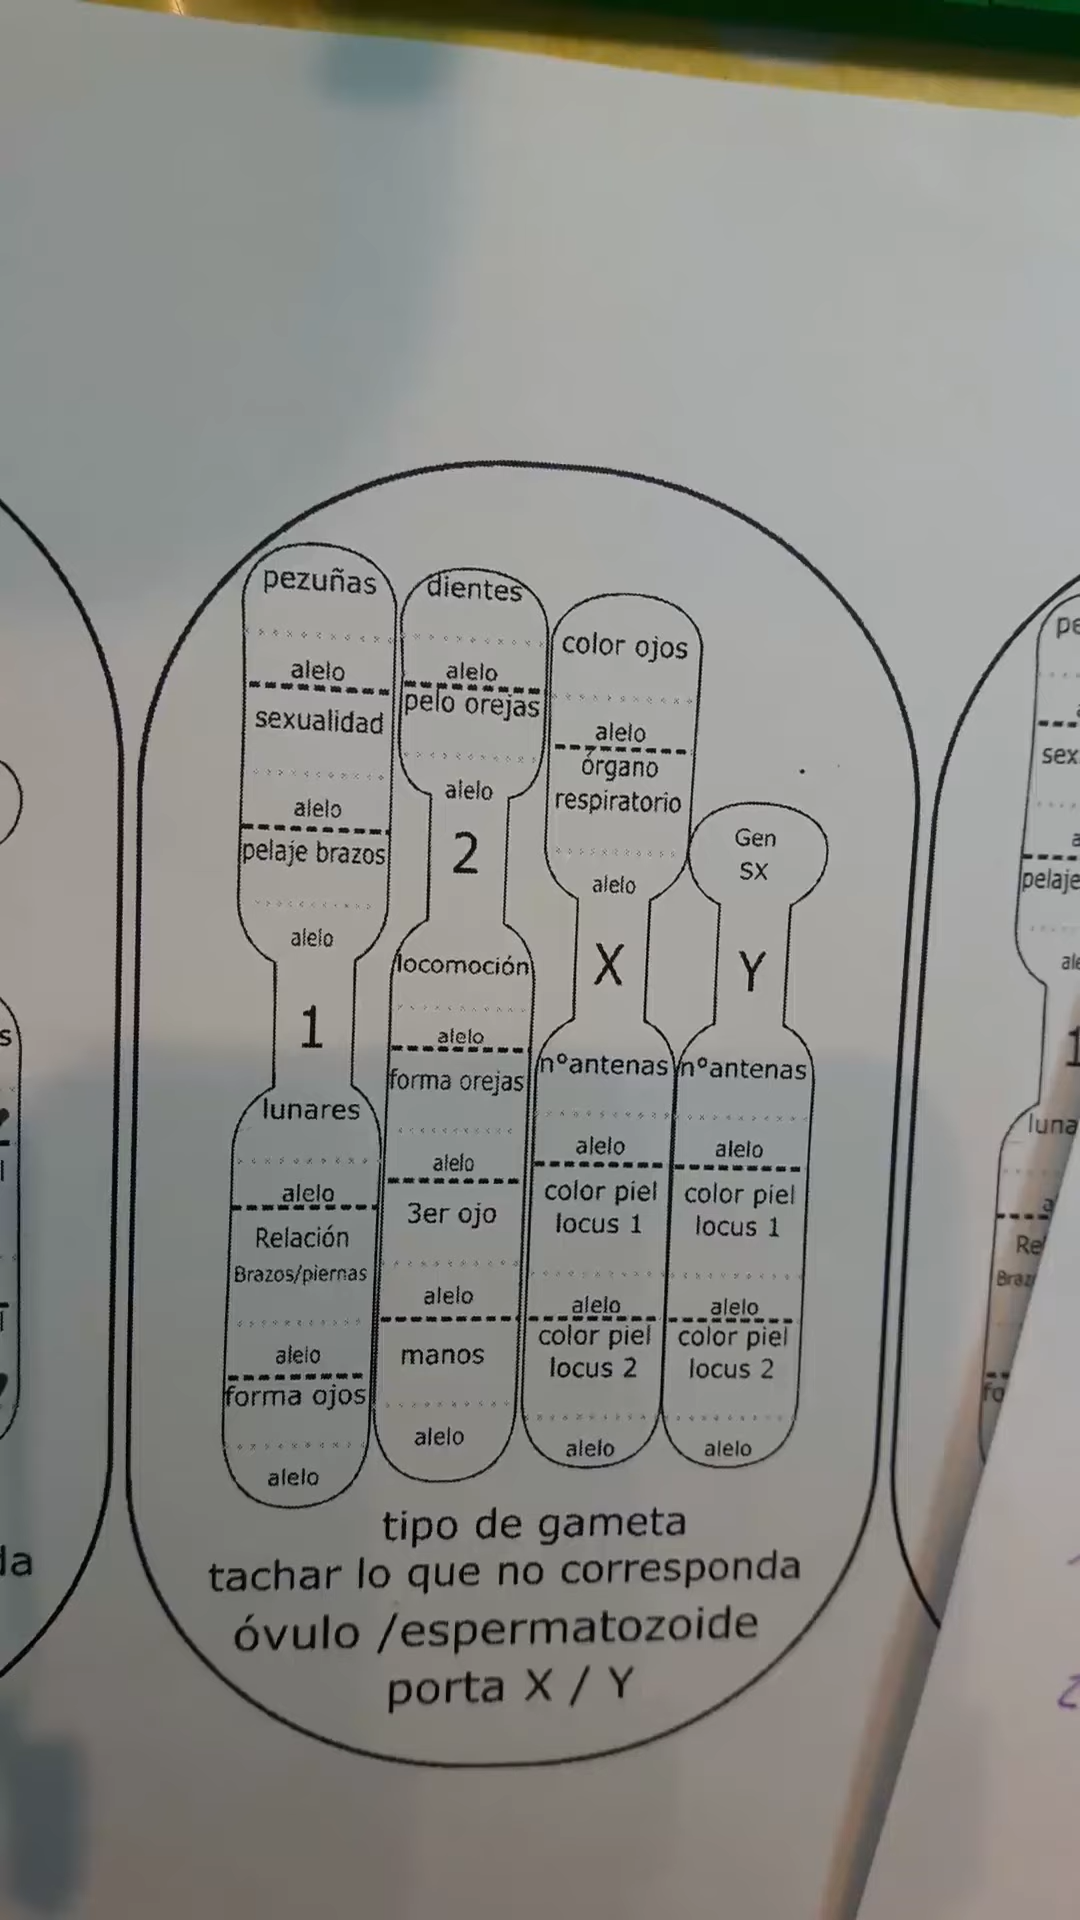 pezuñas
alelo
sexualidad
alelo
pelaje brazos
alelo
1
lunares
alelo
Relación
Brazos/piernas
alelo
forma ojos
alelo
dientes
alelo
pelo orejas
alelo
2
locomoción
alelo
forma orejas
alelo
3er ojo
alelo
manos
alelo
color ojos
alelo
órgano
respiratorio
alelo
X
nºantenas
alelo
color piel
locus 1
alelo
color piel
locus 2
alelo
Gen
SX
Y
nºantenas
alelo
color piel
locus 1
alelo
color piel
locus 2
alelo
tipo de gameta
tachar lo que no corresponda
óvulo /espermatozoide
porta X / Y